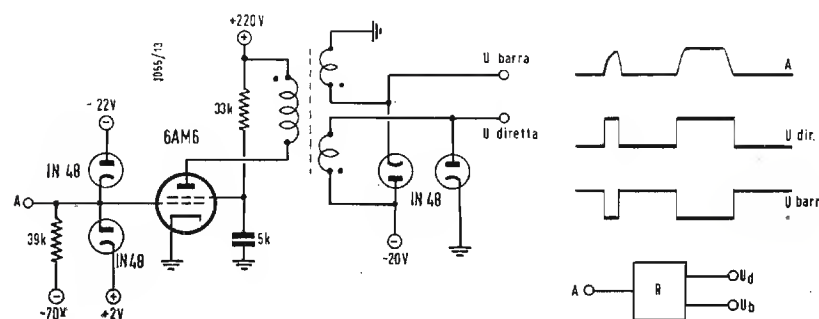 +220V
U barra
1055/13
33k
U diretta
-22V
6AM6
IN 48
A
39k
IN48
5k
IN 48
-20V
+2V
A
U dir.
U barr
A
R
Ud
Ub